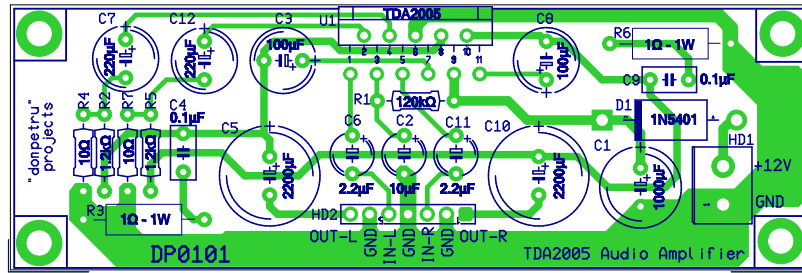 C7
C12
C3
U1
TDA2005
C8
R6
220µF
220µF
100µF
2
4
6
8
10
100µF
1Ω - 1W
1
3
5
7
9
11
C9
0.1µF
R4
R2
R7
R5
C4
0.1µF
R1
120kΩ
D1
1N5401
"donpetru"
projects
10Ω
1.2kΩ
10Ω
1.2kΩ
C5
2200µF
C6
C2
C11
C10
2200µF
C1
1000µF
HD1
+12V
GND
2.2µF
10µF
2.2µF
R3
1Ω - 1W
HD2
OUT-L
GND
IN-L
GND
IN-R
GND
OUT-R
DP0101
TDA2005 Audio Amplifier